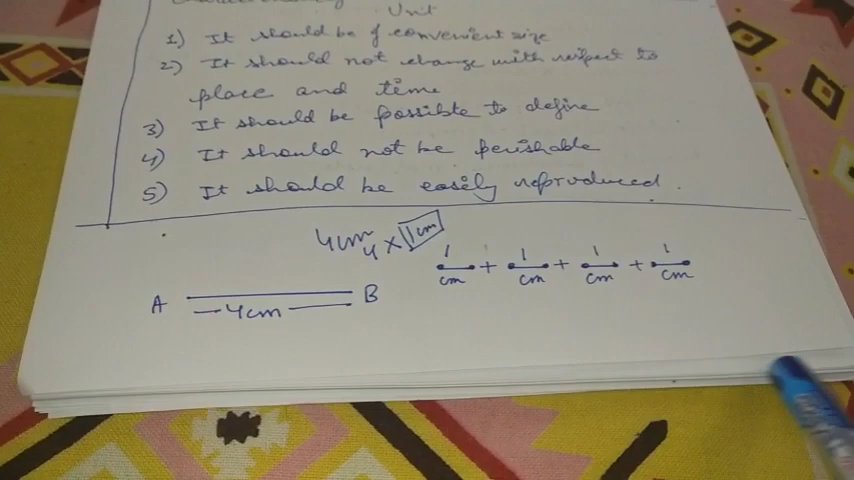 Unit
1) It should be of convenient size
2) It should not change with respect to
place and time
3) It should be possible to define
4) It should not be perishable
5) It should be easily reproduced.
4cm
4 × 1cm
1 cm + 1 cm + 1 cm + 1 cm
A B
4cm